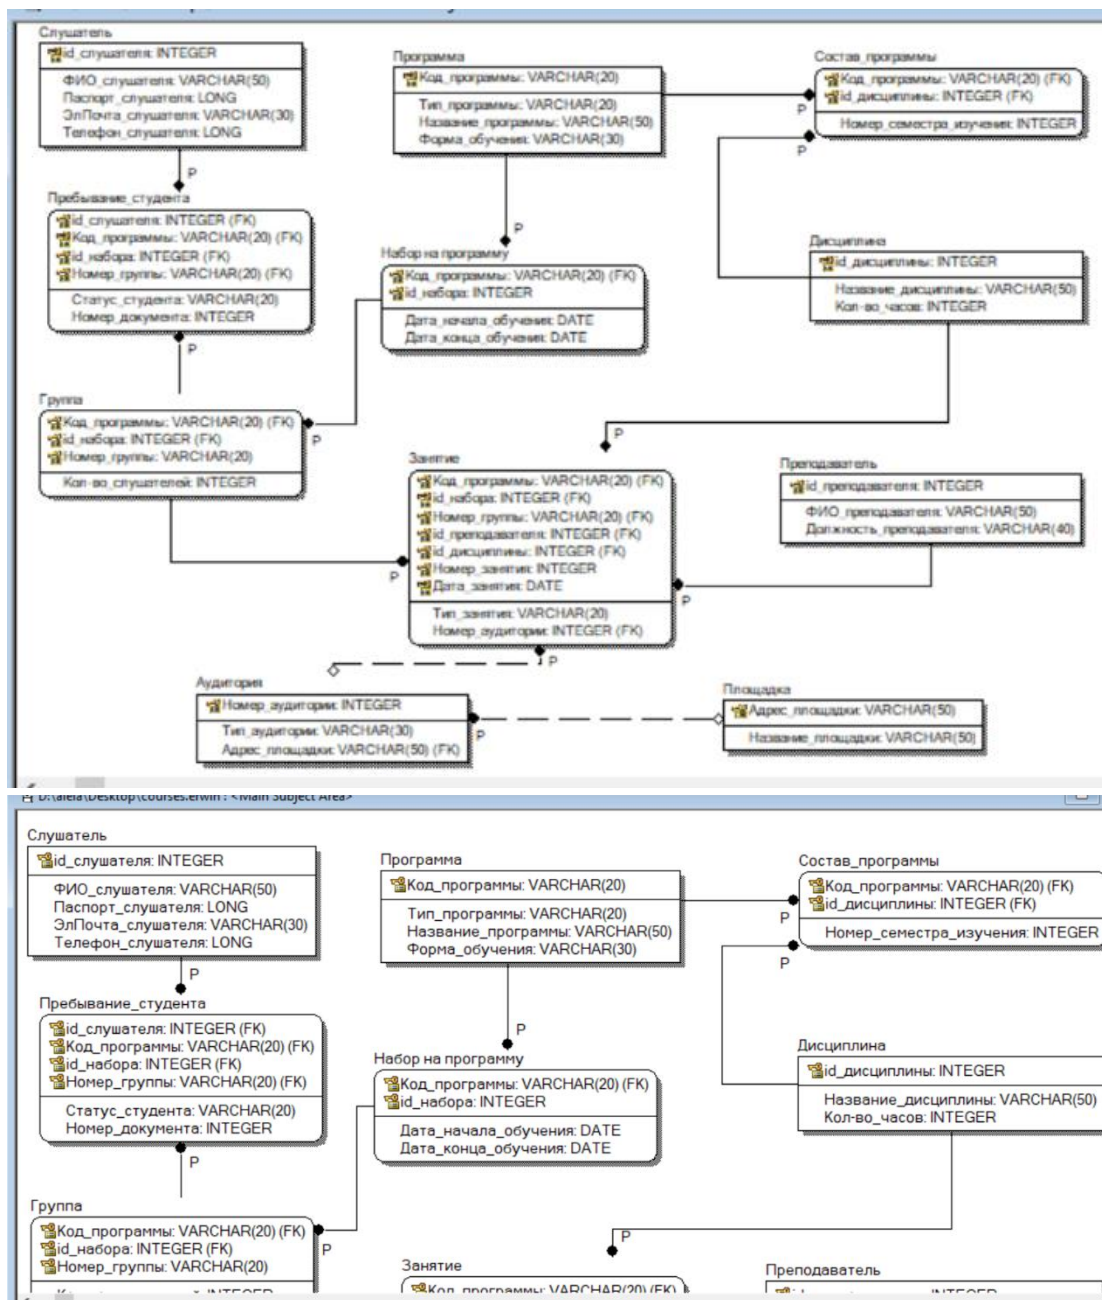 Слушатель
id_слушателя: INTEGER
ФИО_слушателя: VARCHAR(50)
Паспорт_слушателя: LONG
ЭлПочта_слушателя: VARCHAR(30)
Телефон_слушателя: LONG
P
Программа
Код_программы: VARCHAR(20)
Тип_программы: VARCHAR(20)
Название_программы: VARCHAR(50)
Форма_обучения: VARCHAR(30)
P
P
Состав_программы
Код_программы: VARCHAR(20) (FK)
id_дисциплины: INTEGER (FK)
Номер_семестра_изучения: INTEGER
P
Пребывание_студента
id_слушателя: INTEGER (FK)
Код_программы: VARCHAR(20) (FK)
id_набора: INTEGER (FK)
Номер_группы: VARCHAR(20) (FK)
Статус_студента: VARCHAR(20)
Номер_документа: INTEGER
P
Набор на программу
Код_программы: VARCHAR(20) (FK)
id_набора: INTEGER
Дата_начала_обучения: DATE
Дата_конца_обучения: DATE
Дисциплина
id_дисциплины: INTEGER
Название_дисциплины: VARCHAR(50)
Кол-во_часов: INTEGER
P
Группа
Код_программы: VARCHAR(20) (FK)
id_набора: INTEGER (FK)
Номер_группы: VARCHAR(20)
Кол-во_слушателей: INTEGER
P
P
Занятие
Код_программы: VARCHAR(20) (FK)
id_набора: INTEGER (FK)
Номер_группы: VARCHAR(20) (FK)
id_преподавателя: INTEGER (FK)
id_дисциплины: INTEGER (FK)
Номер_занятия: INTEGER
Дата_занятия: DATE
Тип_занятия: VARCHAR(20)
Номер_аудитории: INTEGER (FK)
P
Преподаватель
id_преподавателя: INTEGER
ФИО_преподавателя: VARCHAR(50)
Должность_преподавателя: VARCHAR(40)
P
Аудитория
Номер_аудитории: INTEGER
Тип_аудитории: VARCHAR(30)
Адрес_площадки: VARCHAR(50) (FK)
P
Площадка
Адрес_площадки: VARCHAR(50)
Название_площадки: VARCHAR(50)
D:\alela\Desktop\courses.erwin : <Main Subject Area>
Слушатель
id_слушателя: INTEGER
ФИО_слушателя: VARCHAR(50)
Паспорт_слушателя: LONG
ЭлПочта_слушателя: VARCHAR(30)
Телефон_слушателя: LONG
P
Программа
Код_программы: VARCHAR(20)
Тип_программы: VARCHAR(20)
Название_программы: VARCHAR(50)
Форма_обучения: VARCHAR(30)
P
P
Состав_программы
Код_программы: VARCHAR(20) (FK)
id_дисциплины: INTEGER (FK)
Номер_семестра_изучения: INTEGER
P
Пребывание_студента
id_слушателя: INTEGER (FK)
Код_программы: VARCHAR(20) (FK)
id_набора: INTEGER (FK)
Номер_группы: VARCHAR(20) (FK)
Статус_студента: VARCHAR(20)
Номер_документа: INTEGER
P
Набор на программу
Код_программы: VARCHAR(20) (FK)
id_набора: INTEGER
Дата_начала_обучения: DATE
Дата_конца_обучения: DATE
Дисциплина
id_дисциплины: INTEGER
Название_дисциплины: VARCHAR(50)
Кол-во_часов: INTEGER
P
Группа
Код_программы: VARCHAR(20) (FK)
id_набора: INTEGER (FK)
Номер_группы: VARCHAR(20)
P
Занятие
Код_программы: VARCHAR(20) (FK)
Преподаватель